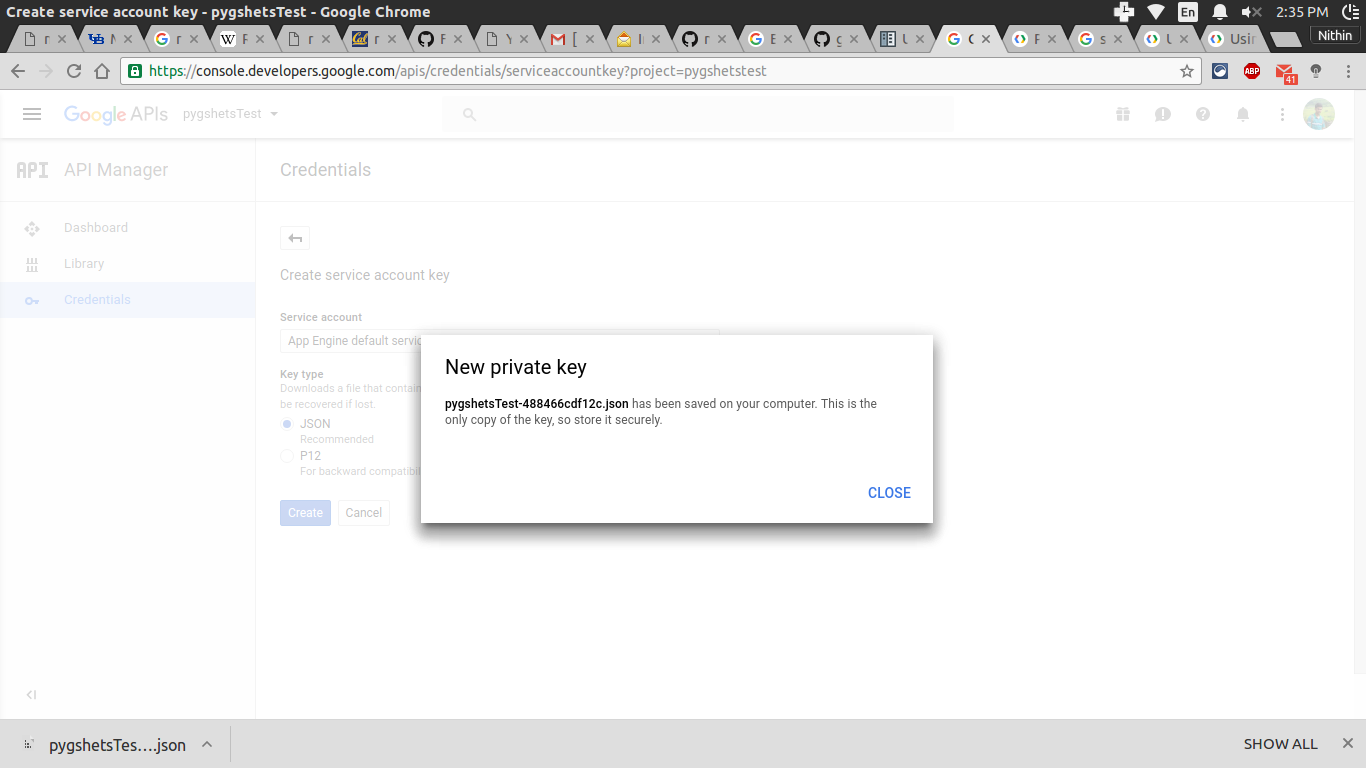 Create service account key - pygshetsTest - Google Chrome
En
2:35 PM
Nithin
https://console.developers.google.com/apis/credentials/serviceaccountkey?project=pygshetstest
ABP
41
Google APIs
pygshetsTest
API
API Manager
Credentials
Dashboard
Library
Credentials
Create service account key
Service account
App Engine default servic
Key type
Downloads a file that contain
be recovered if lost.
JSON
Recommended
P12
For backward compatibil
Create
Cancel
New private key
pygshetsTest-488466cdf12c.json has been saved on your computer. This is the
only copy of the key, so store it securely.
CLOSE
pygshetsTes....json
SHOW ALL